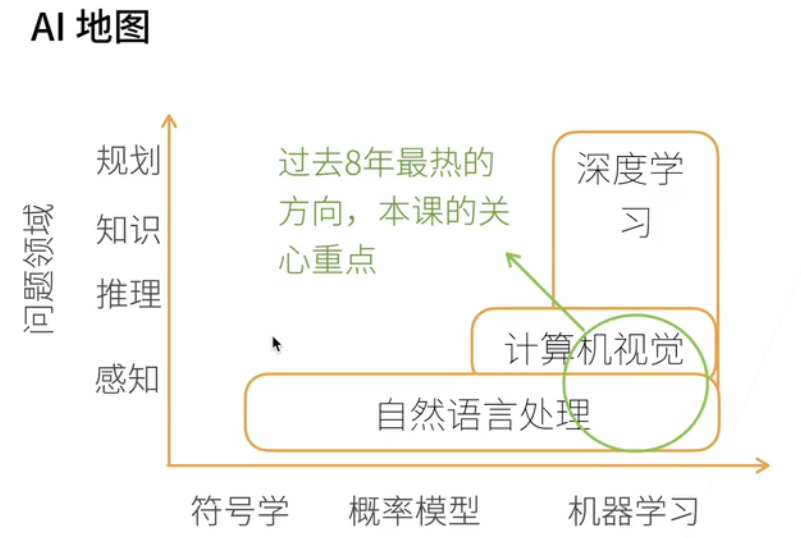 AI 地图
问题领域
规划
知识
推理
感知
过去8年最热的
方向，本课的关
心重点
深度学
习
计算机视觉
自然语言处理
符号学
概率模型
机器学习